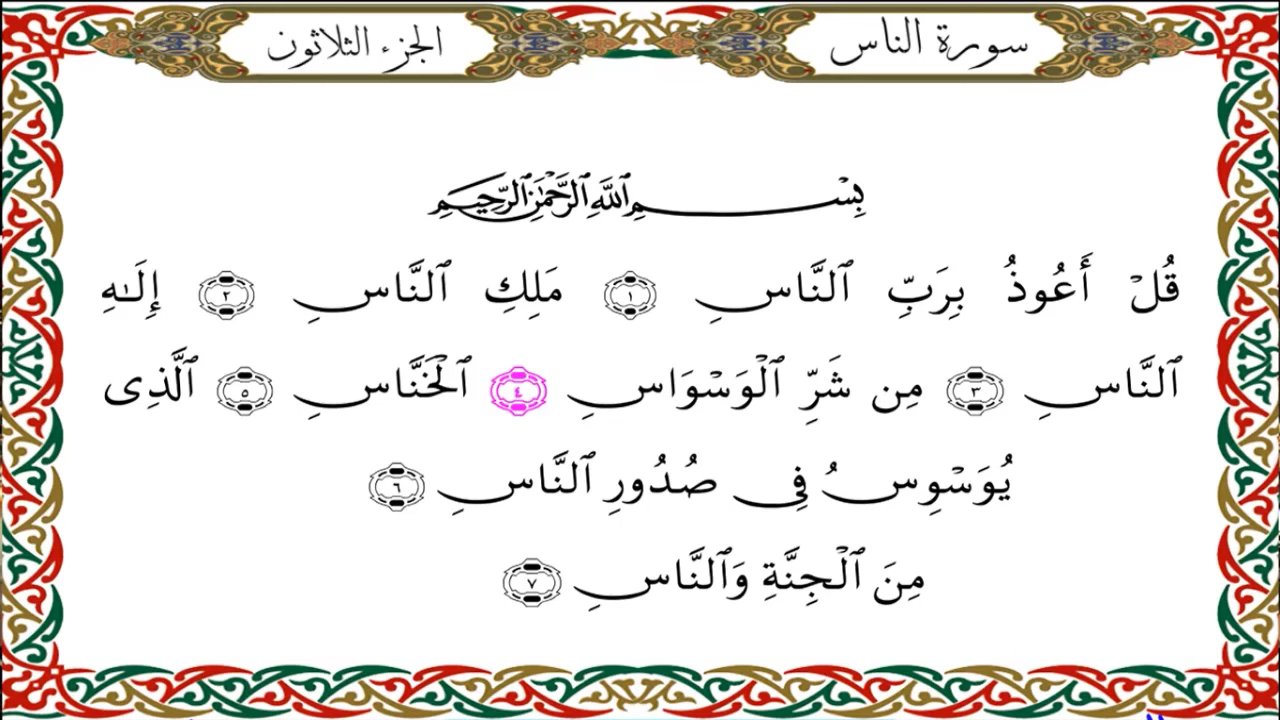 سورة الناس
الجزء الثلاثون
بِسْمِ ٱللَّهِ ٱلرَّحْمَٰنِ ٱلرَّحِيمِ
قُلْ أَعُوذُ بِرَبِّ ٱلنَّاسِ ١ مَلِكِ ٱلنَّاسِ ٢ إِلَٰهِ
ٱلنَّاسِ ٣ مِن شَرِّ ٱلْوَسْوَاسِ ٤ ٱلْخَنَّاسِ ٥ ٱلَّذِى
يُوَسْوِسُ فِى صُدُورِ ٱلنَّاسِ ٦
مِنَ ٱلْجِنَّةِ وَٱلنَّاسِ ٧